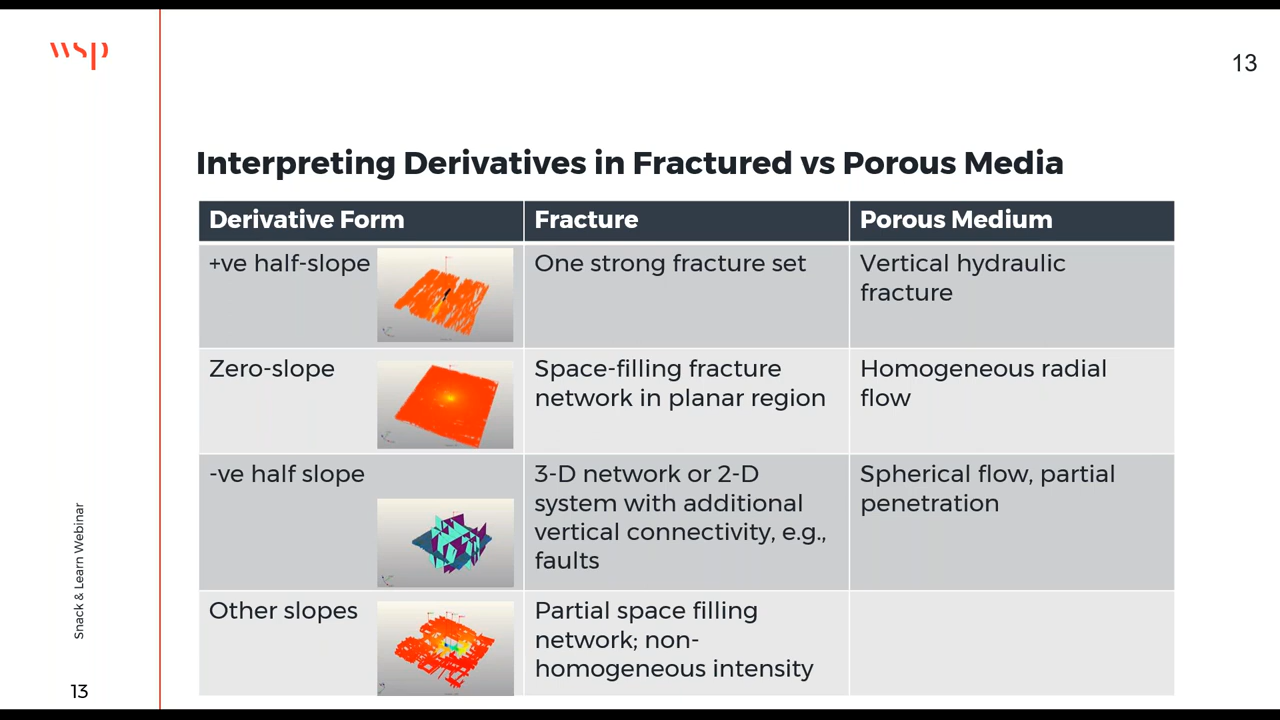 wsp
13
Interpreting Derivatives in Fractured vs Porous Media
Derivative Form
Fracture
Porous Medium
+ve half-slope
One strong fracture set
Vertical hydraulic
fracture
Zero-slope
Space-filling fracture
network in planar region
Homogeneous radial
flow
-ve half slope
3-D network or 2-D
system with additional
vertical connectivity, e.g.,
faults
Spherical flow, partial
penetration
Other slopes
Partial space filling
network; non-
homogeneous intensity
Snack & Learn Webinar
13